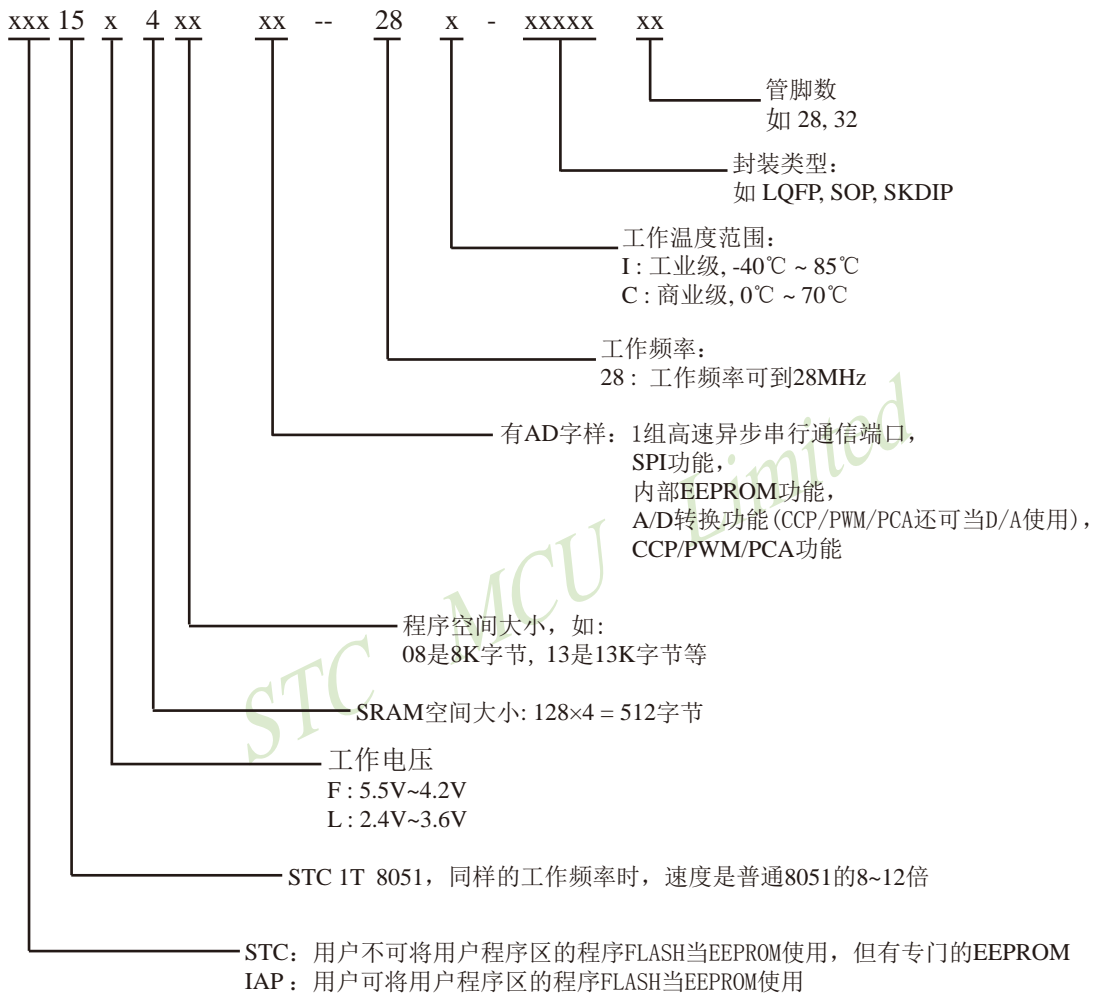 xxx 15 x 4 xx xx -- 28 x - xxxxx xx
管脚数
如 28, 32
封装类型：
如 LQFP, SOP, SKDIP
工作温度范围：
I : 工业级, -40℃ ~ 85℃
C : 商业级, 0℃ ~ 70℃
工作频率：
28 : 工作频率可到28MHz
有AD字样：1组高速异步串行通信端口，
SPI功能，
内部EEPROM功能，
A/D转换功能(CCP/PWM/PCA还可当D/A使用)，
CCP/PWM/PCA功能
程序空间大小，如：
08是8K字节, 13是13K字节等
SRAM空间大小: 128×4 = 512字节
工作电压
F : 5.5V~4.2V
L : 2.4V~3.6V
STC 1T 8051，同样的工作频率时，速度是普通8051的8~12倍
STC：用户不可将用户程序区的程序FLASH当EEPROM使用，但有专门的EEPROM
IAP：用户可将用户程序区的程序FLASH当EEPROM使用
STC MCU Limited